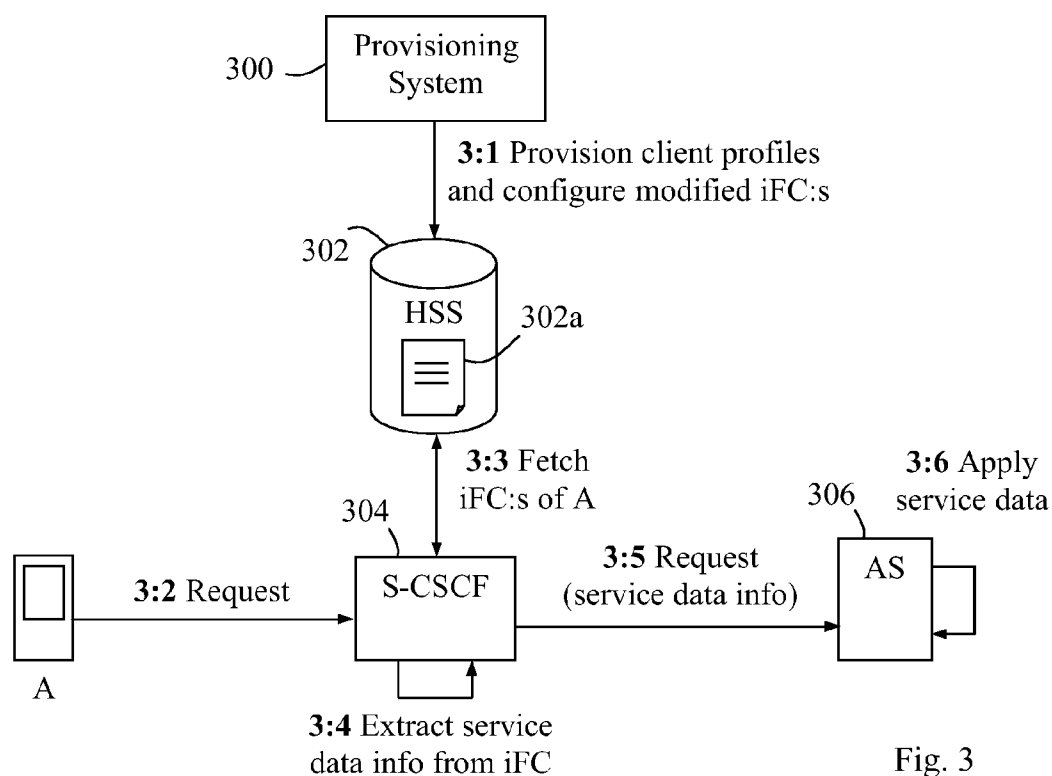 Provisioning
System
300
3:1 Provision client profiles
and configure modified iFC:s
302
HSS
302a
3:3 Fetch
iFC:s of A
304
S-CSCF
3:2 Request
A
3:4 Extract service
data info from iFC
3:5 Request
(service data info)
306
AS
3:6 Apply
service data
Fig. 3